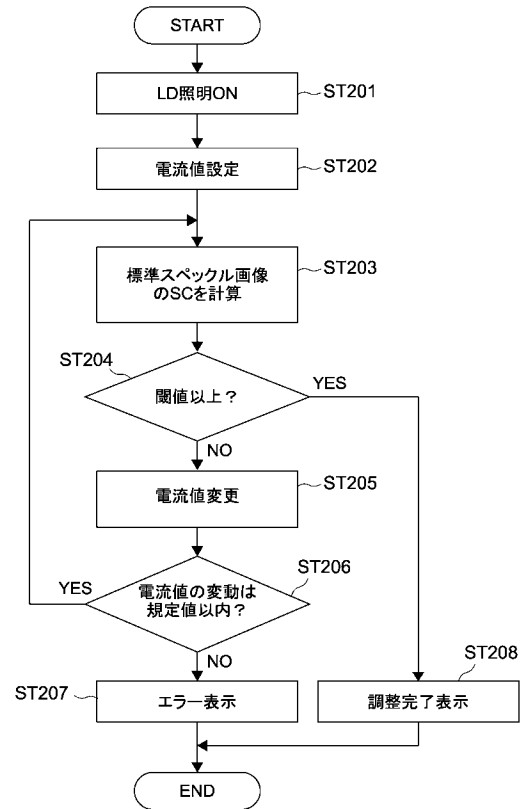 START
LD照明ON
ST201
電流値設定
ST202
標準スペックル画像
のSCを計算
ST203
ST204
閾値以上？
YES
NO
電流値変更
ST205
YES
電流値の変動は
規定値以内？
ST206
NO
ST207
エラー表示
ST208
調整完了表示
END